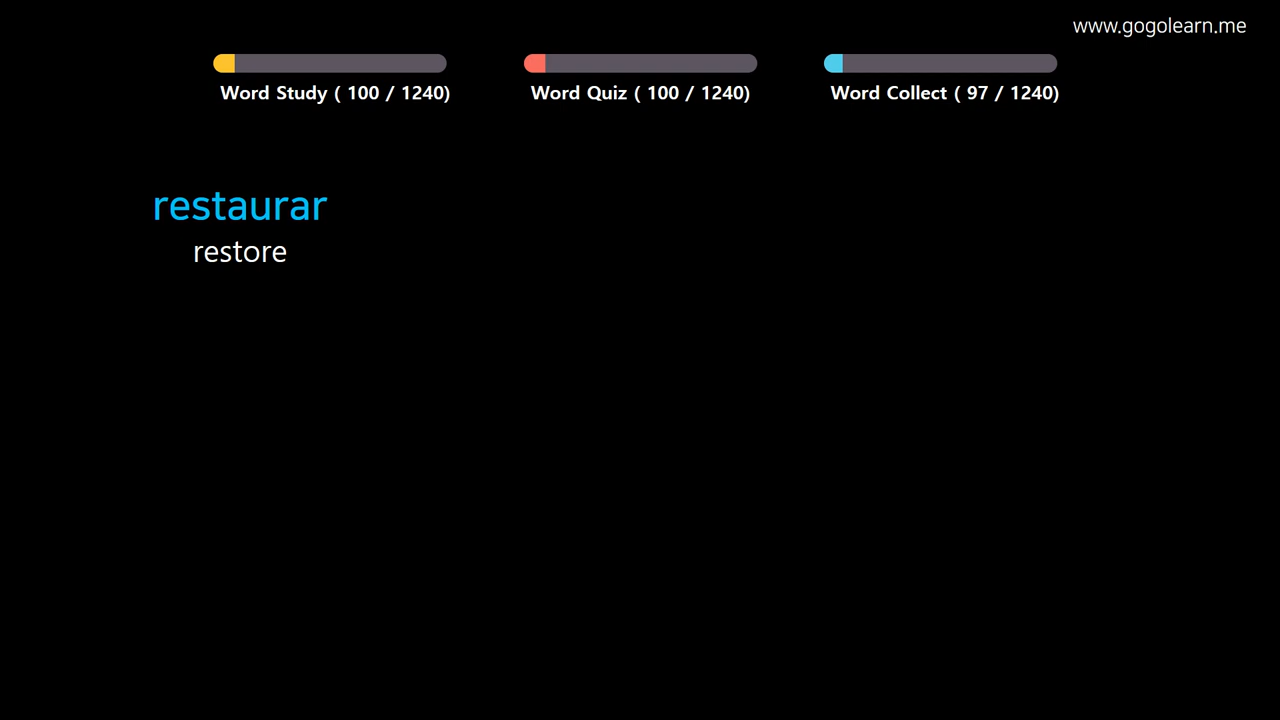 www.gogolearn.me
Word Study ( 100 / 1240)
Word Quiz ( 100 / 1240)
Word Collect ( 97 / 1240)
restaurar
restore